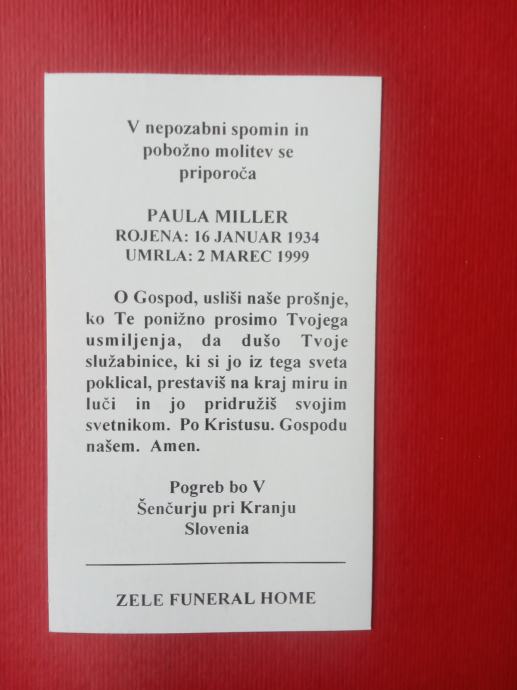 V nepozabni spomin in
pobožno molitev se
priporoča
PAULA MILLER
ROJENA: 16 JANUAR 1934
UMRLA: 2 MAREC 1999
O Gospod, usliši naše prošnje,
ko Te ponižno prosimo Tvojega
usmiljenja, da dušo Tvoje
služabinice, ki si jo iz tega sveta
poklical, prestaviš na kraj miru in
luči in jo pridružiš svojim
svetnikom. Po Kristusu. Gospodu
našem. Amen.
Pogreb bo V
Šenčurju pri Kranju
Slovenia
ZELE FUNERAL HOME